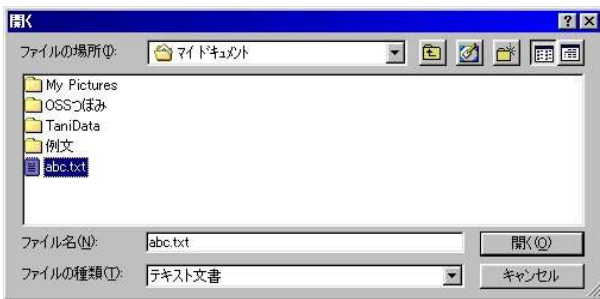 開く
ファイルの場所(I):
マイ ドキュメント
My Pictures
OSSつぼみ
TaniData
例文
abc.txt
ファイル名(N):
abc.txt
開く(O)
ファイルの種類(T):
テキスト文書
キャンセル